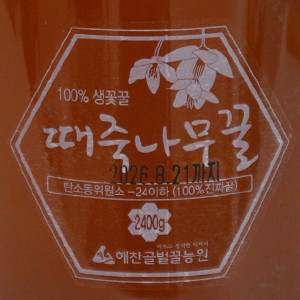 100% 생꽃꿀
때죽나무꿀
2026.8.21까지
탄소동위원소 -24이하 (100%진짜꿀)
2400g
해찬글벌꿀농원